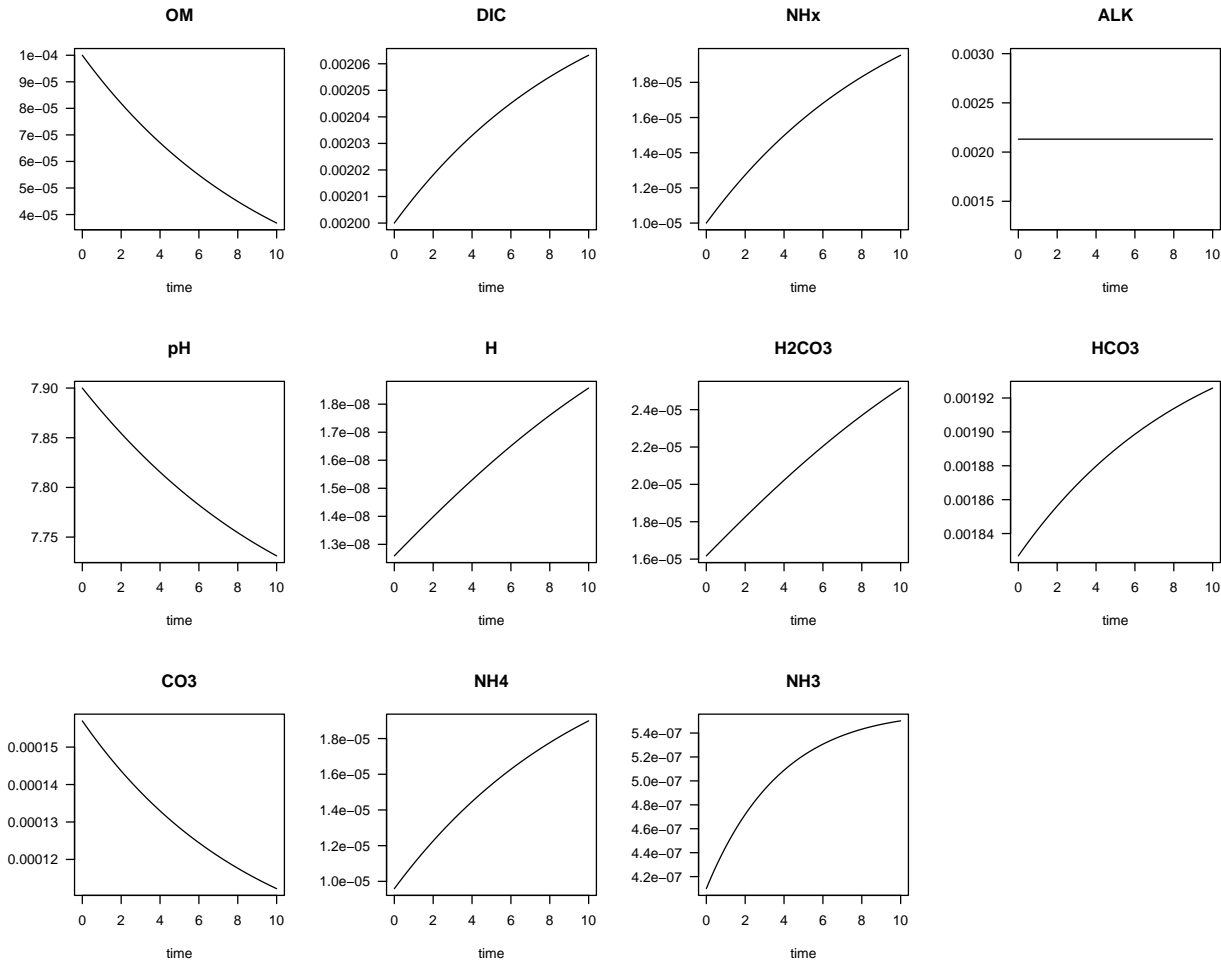 OM
1e−04
9e−05
8e−05
7e−05
6e−05
5e−05
4e−05
0 2 4 6 8 10
time
DIC
0.00206
0.00205
0.00204
0.00203
0.00202
0.00201
0.00200
0 2 4 6 8 10
time
NHx
1.8e−05
1.6e−05
1.4e−05
1.2e−05
1.0e−05
0 2 4 6 8 10
time
ALK
0.0030
0.0025
0.0020
0.0015
0 2 4 6 8 10
time
pH
7.90
7.85
7.80
7.75
0 2 4 6 8 10
time
H
1.8e−08
1.7e−08
1.6e−08
1.5e−08
1.4e−08
1.3e−08
0 2 4 6 8 10
time
H2CO3
2.4e−05
2.2e−05
2.0e−05
1.8e−05
1.6e−05
0 2 4 6 8 10
time
HCO3
0.00192
0.00190
0.00188
0.00186
0.00184
0 2 4 6 8 10
time
CO3
0.00015
0.00014
0.00013
0.00012
0 2 4 6 8 10
time
NH4
1.8e−05
1.6e−05
1.4e−05
1.2e−05
1.0e−05
0 2 4 6 8 10
time
NH3
5.4e−07
5.2e−07
5.0e−07
4.8e−07
4.6e−07
4.4e−07
4.2e−07
0 2 4 6 8 10
time